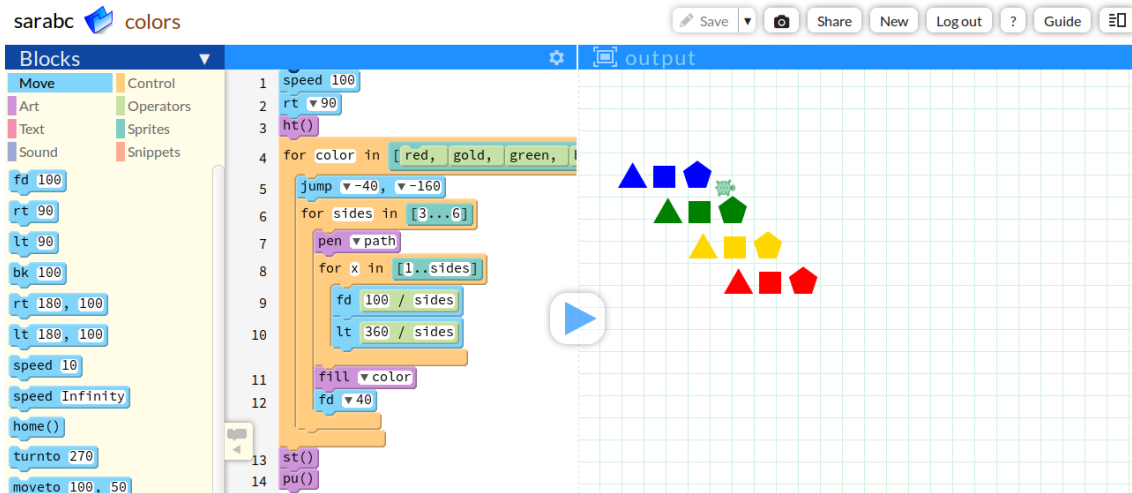 sarabc colors Save ▼ Share New Log out ? Guide
Blocks ▼ output
Move Control
Art Operators
Text Sprites
Sound Snippets
fd 100
rt 90
lt 90
bk 100
rt 180, 100
lt 180, 100
speed 10
speed Infinity
home()
turnto 270
moveto 100, 50
1 speed 100
2 rt ▼90
3 ht()
4 for color in [red, gold, green,
5 jump ▼-40, ▼-160
6 for sides in [3...6]
7 pen ▼path
8 for x in [1..sides]
9 fd 100 / sides
10 lt 360 / sides
11 fill ▼color
12 fd ▼40
13 st()
14 pu()